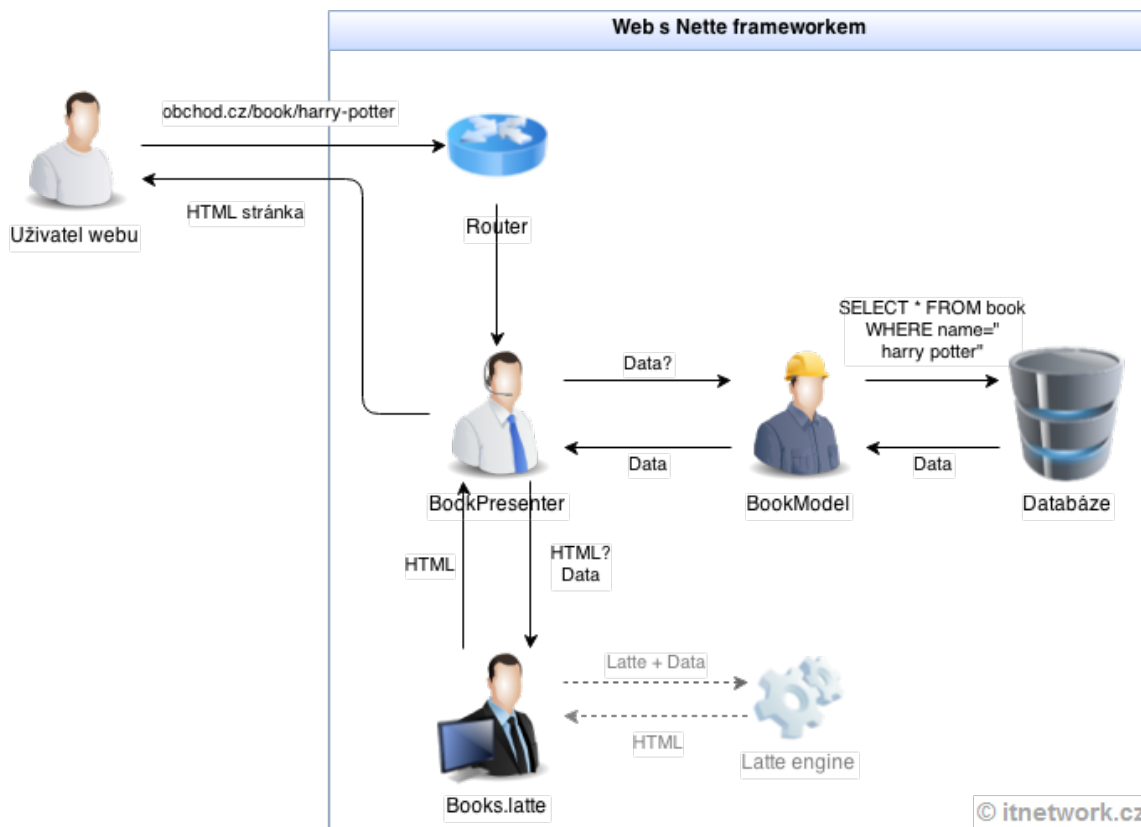 Web s Nette frameworkem
obchod.cz/book/harry-potter
HTML stránka
Uživatel webu
Router
SELECT * FROM book
WHERE name="
harry potter"
Data?
Data
Data
BookPresenter
BookModel
Databáze
HTML
HTML?
Data
Latte + Data
HTML
Latte engine
Books.latte
© itnetwork.cz